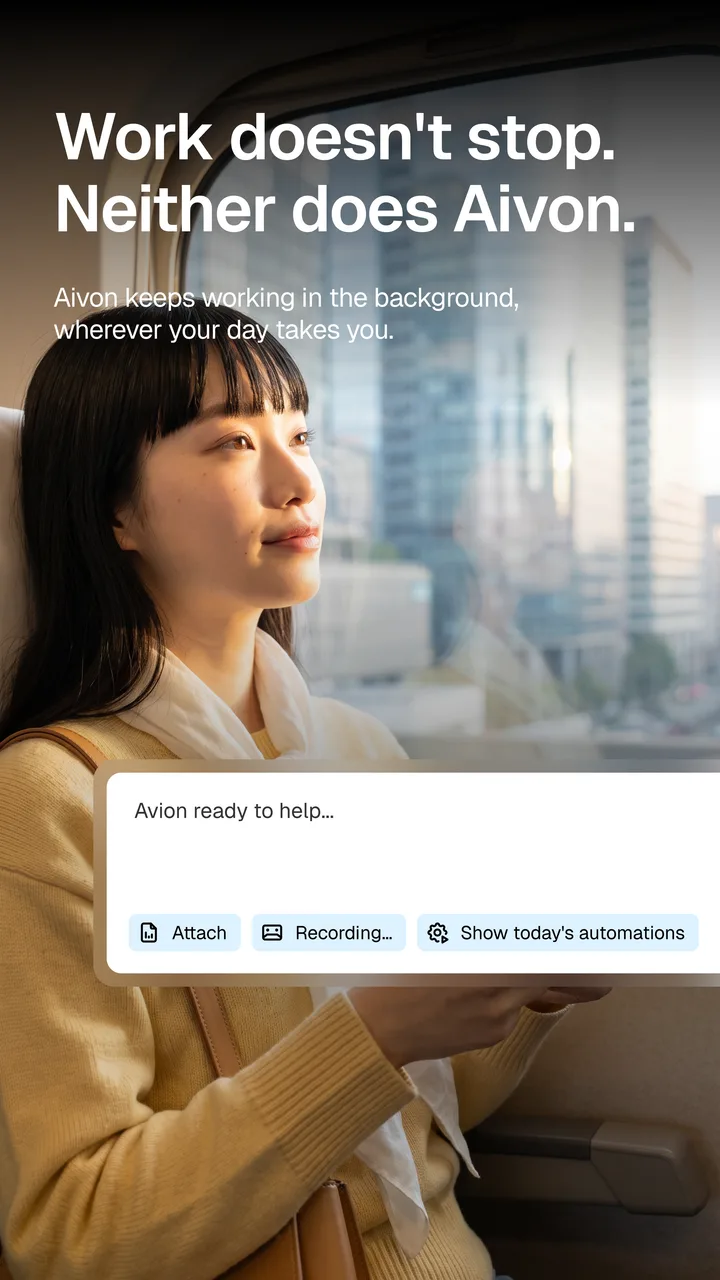 Work doesn't stop.
Neither does Aivon.
Aivon keeps working in the background,
wherever your day takes you.
Avion ready to help...
Attach
Recording...
Show today's automations